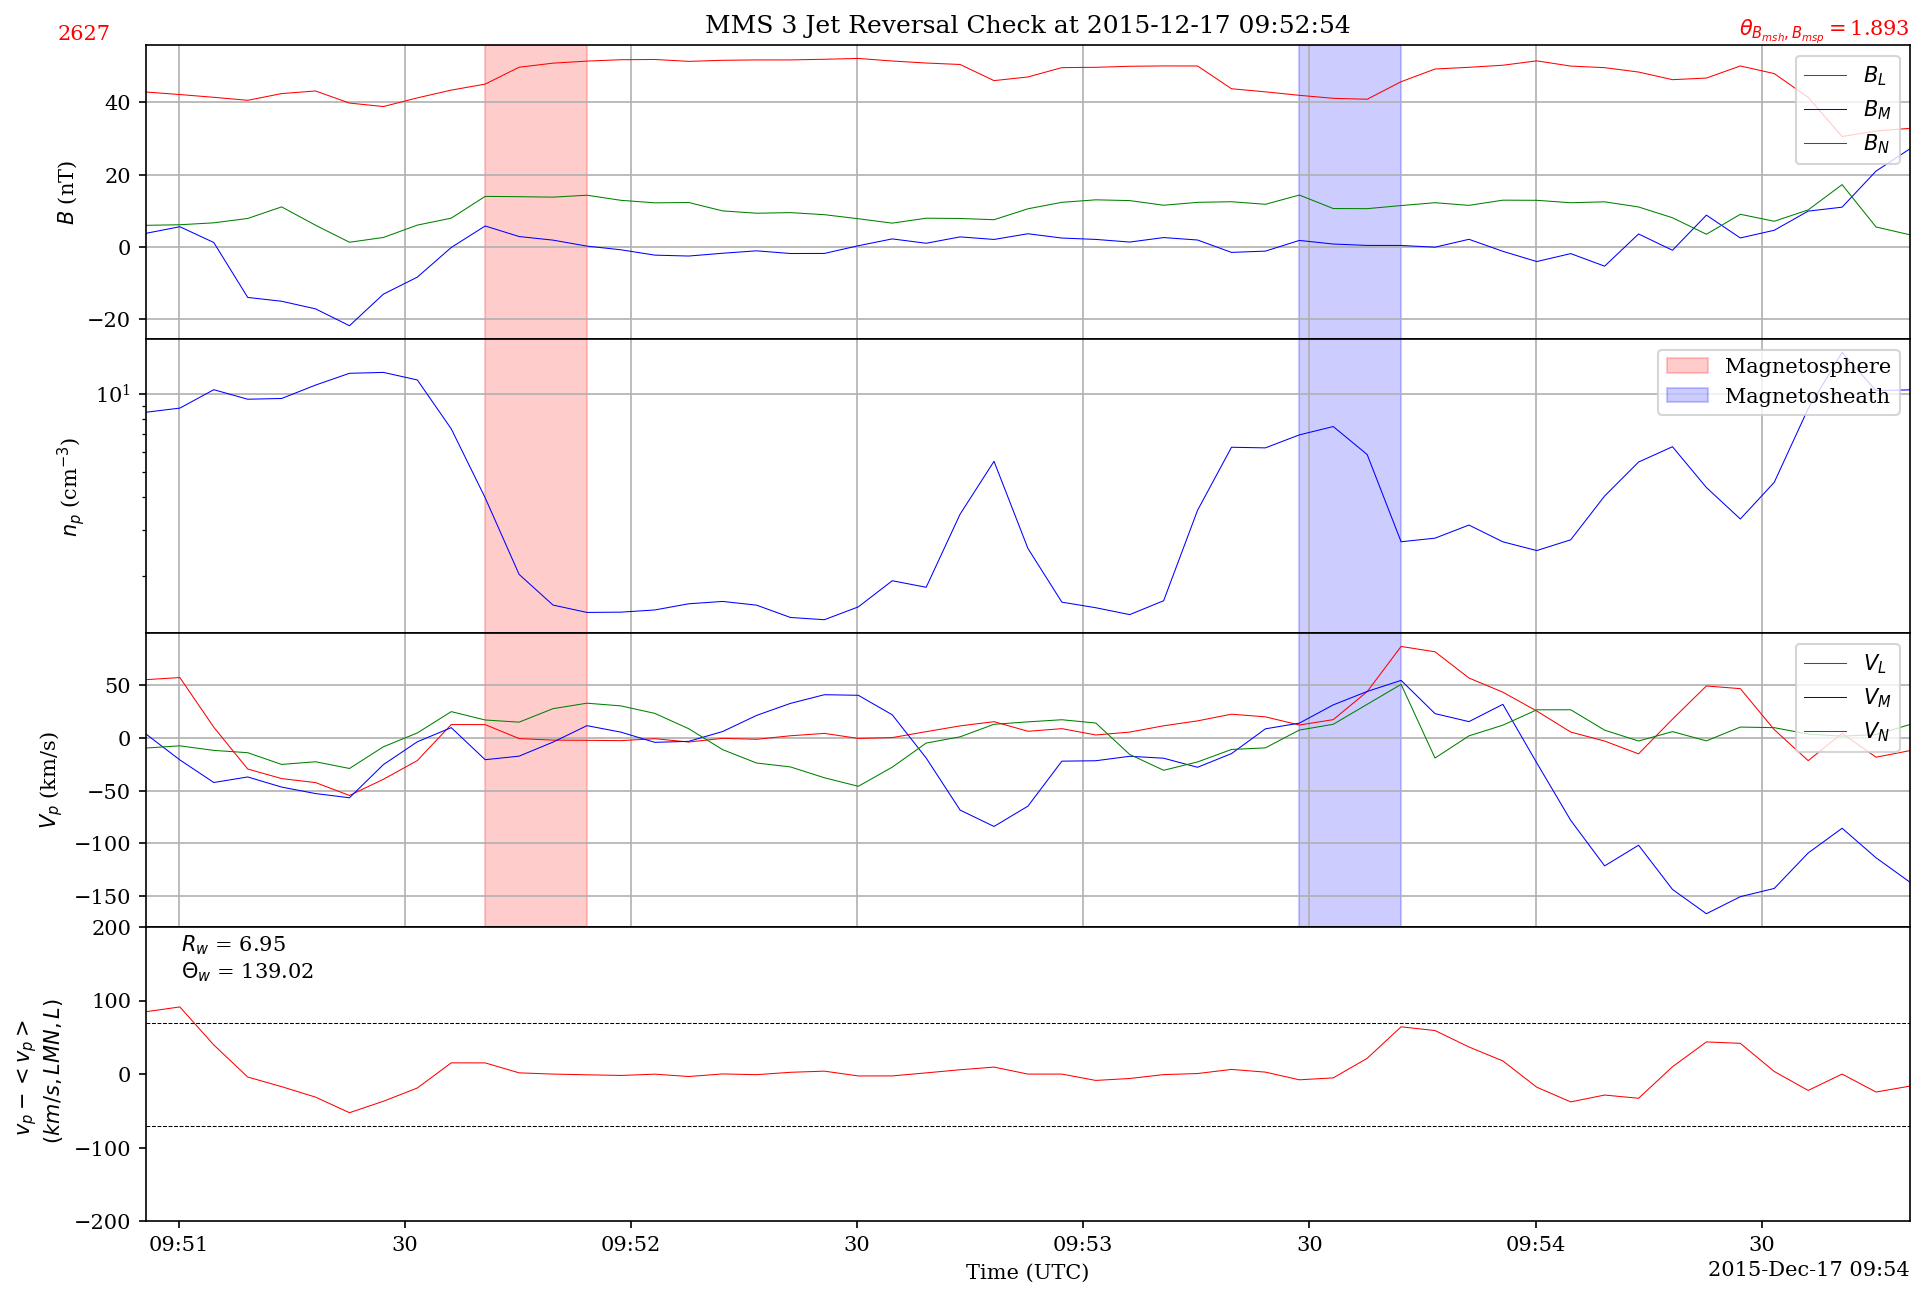 MMS 3 Jet Reversal Check at 2015-12-17 09:52:54
2627
θ_{B_{msh}, B_{msp}} = 1.893
B (nT)
40
20
0
−20
B_L
B_M
B_N
n_p (cm^{−3})
10^1
Magnetosphere
Magnetosheath
V_p (km/s)
50
0
−50
−100
−150
V_L
V_M
V_N
v_p − < v_p >
(km/s, LMN, L)
200
100
0
−100
−200
R_w = 6.95
Θ_w = 139.02
09:51 30 09:52 30 09:53 30 09:54 30
Time (UTC)
2015-Dec-17 09:54